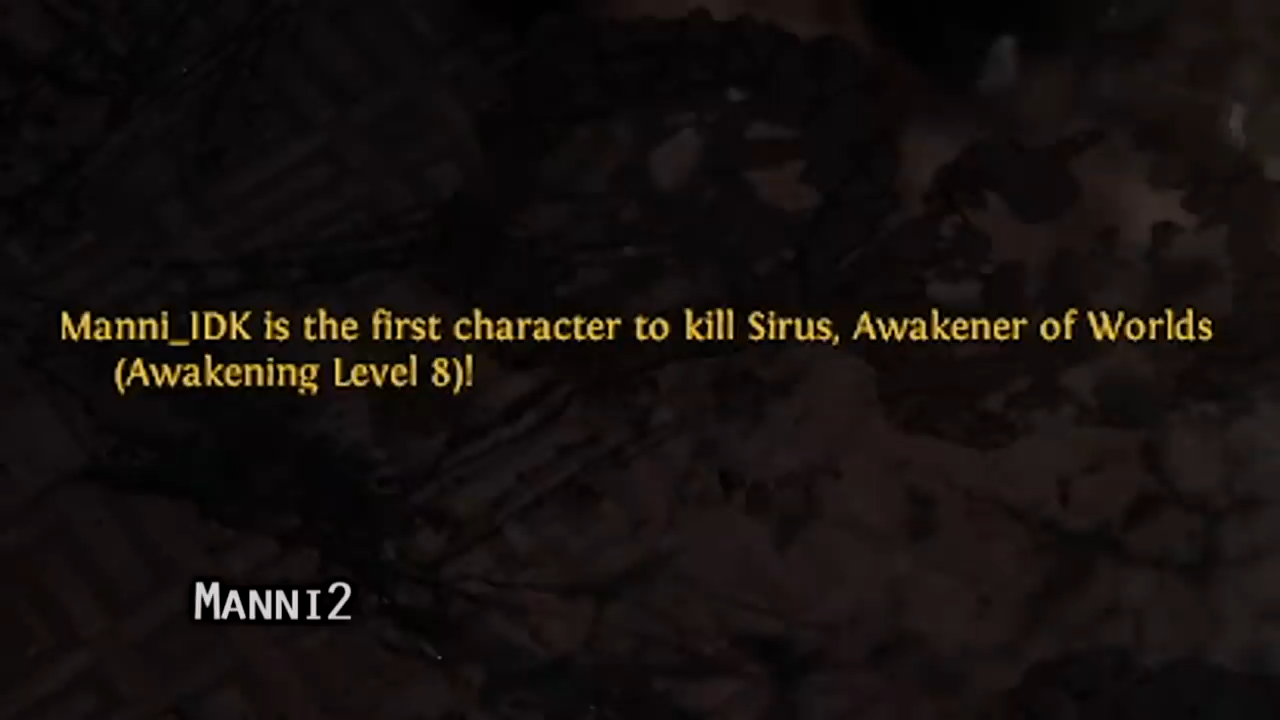 Manni_IDK is the first character to kill Sirus, Awakener of Worlds
(Awakening Level 8)!
Manni2